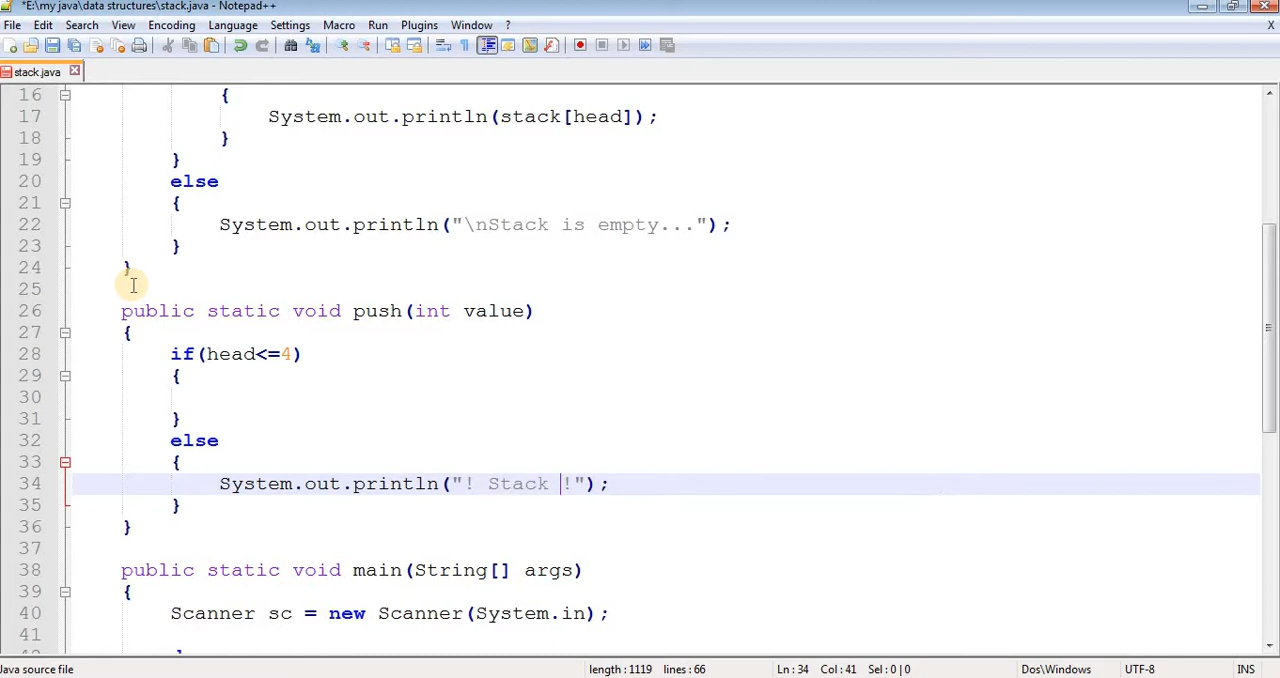 *E:\my java\data structures\stack.java - Notepad++
File Edit Search View Encoding Language Settings Macro Run Plugins Window ? X
stack.java
16 {
17 System.out.println(stack[head]);
18 }
19 }
20 else
21 {
22 System.out.println("\nStack is empty...");
23 }
24 }
25
26 public static void push(int value)
27 {
28 if(head<=4)
29 {
30
31 }
32 else
33 {
34 System.out.println("! Stack !");
35 }
36 }
37
38 public static void main(String[] args)
39 {
40 Scanner sc = new Scanner(System.in);
41
Java source file length : 1119 lines : 66 Ln : 34 Col : 41 Sel : 0 | 0 Dos\Windows UTF-8 INS